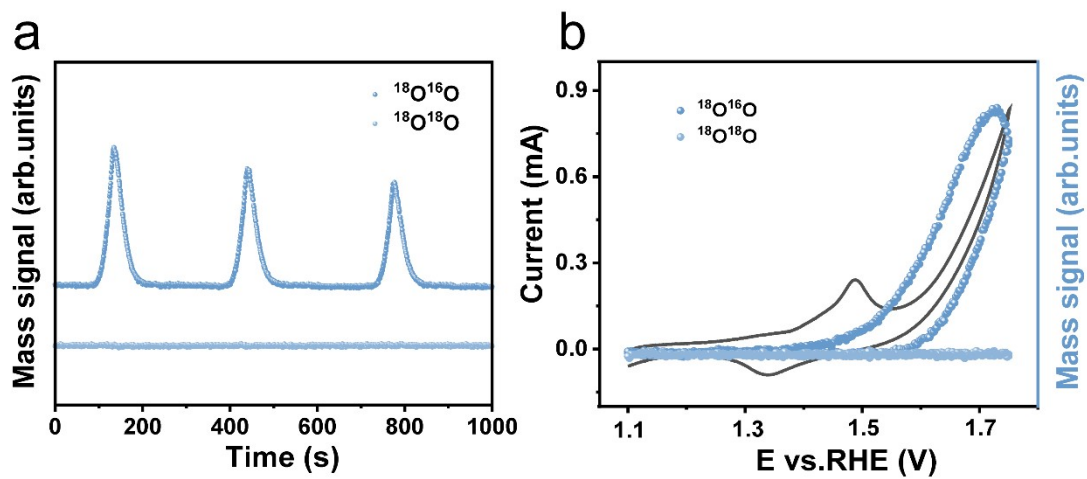 a
Mass signal (arb.units)
¹⁸O¹⁶O
¹⁸O¹⁸O
0 200 400 600 800 1000
Time (s)
b
Current (mA)
0.9
0.6
0.3
0.0
¹⁸O¹⁶O
¹⁸O¹⁸O
1.1 1.3 1.5 1.7
E vs.RHE (V)
Mass signal (arb.units)